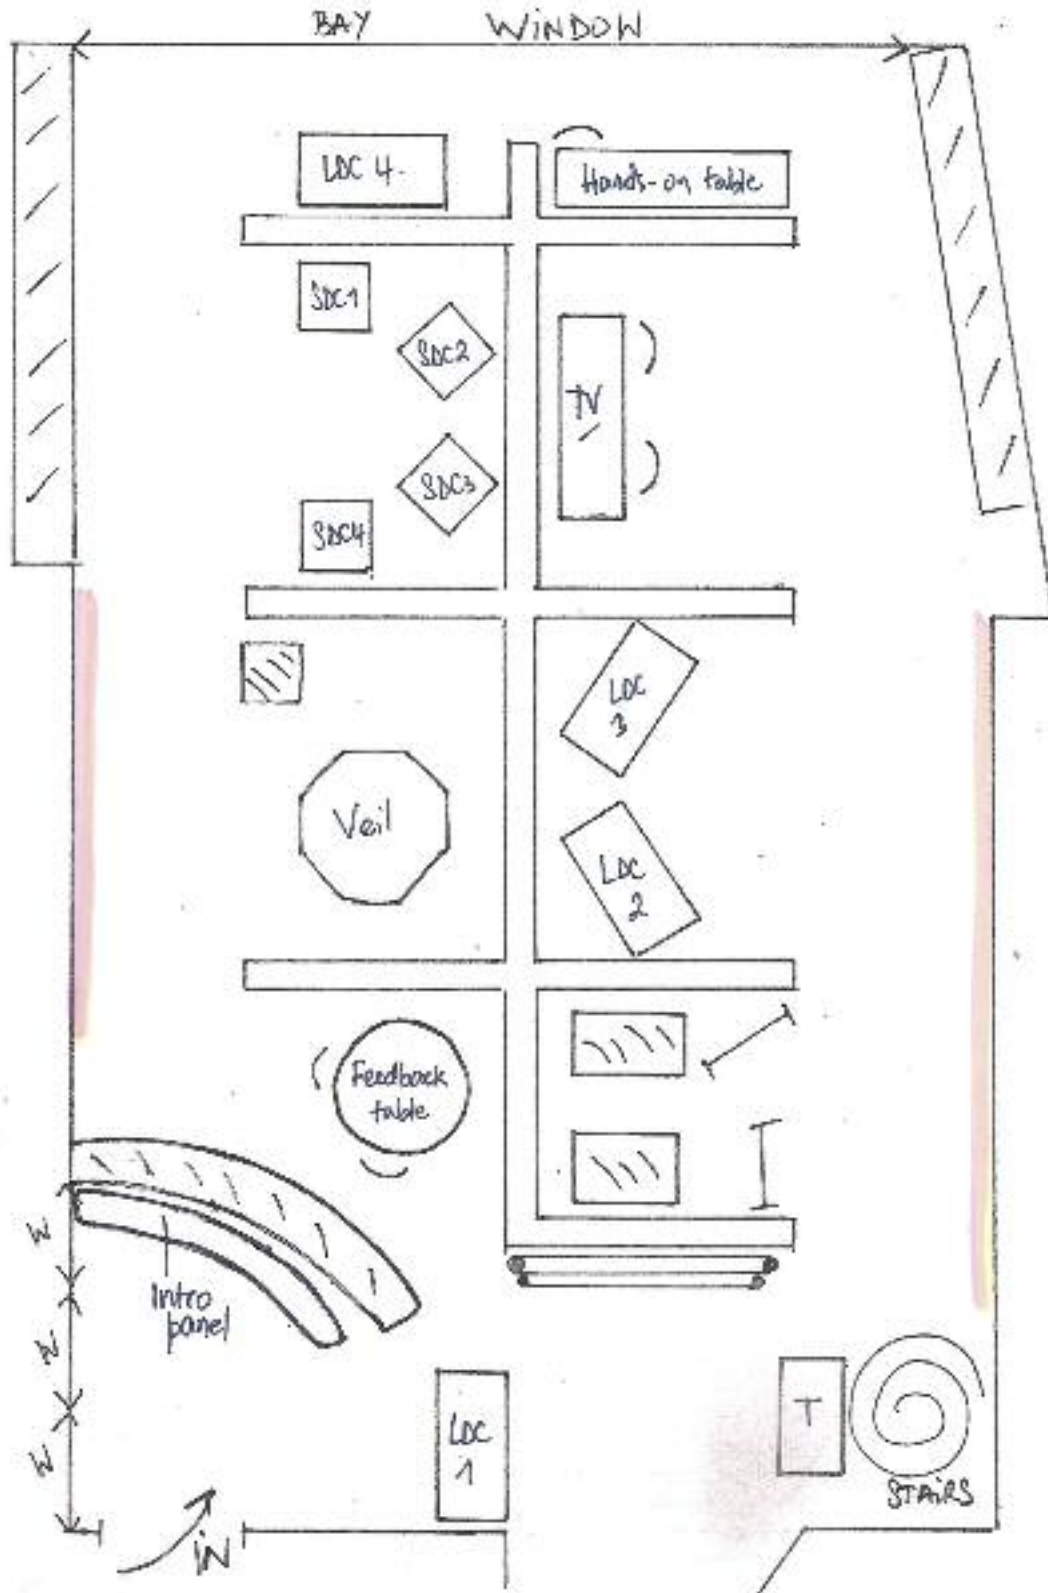 BAY WINDOW
LDC 4.
Hands-on table
SDC1
SDC2
TV
SDC3
SDC4
LDC
3
Veil
LDC
2
Feedback
table
W
Intro
panel
W
LDC
1
T
W
STAIRS
IN